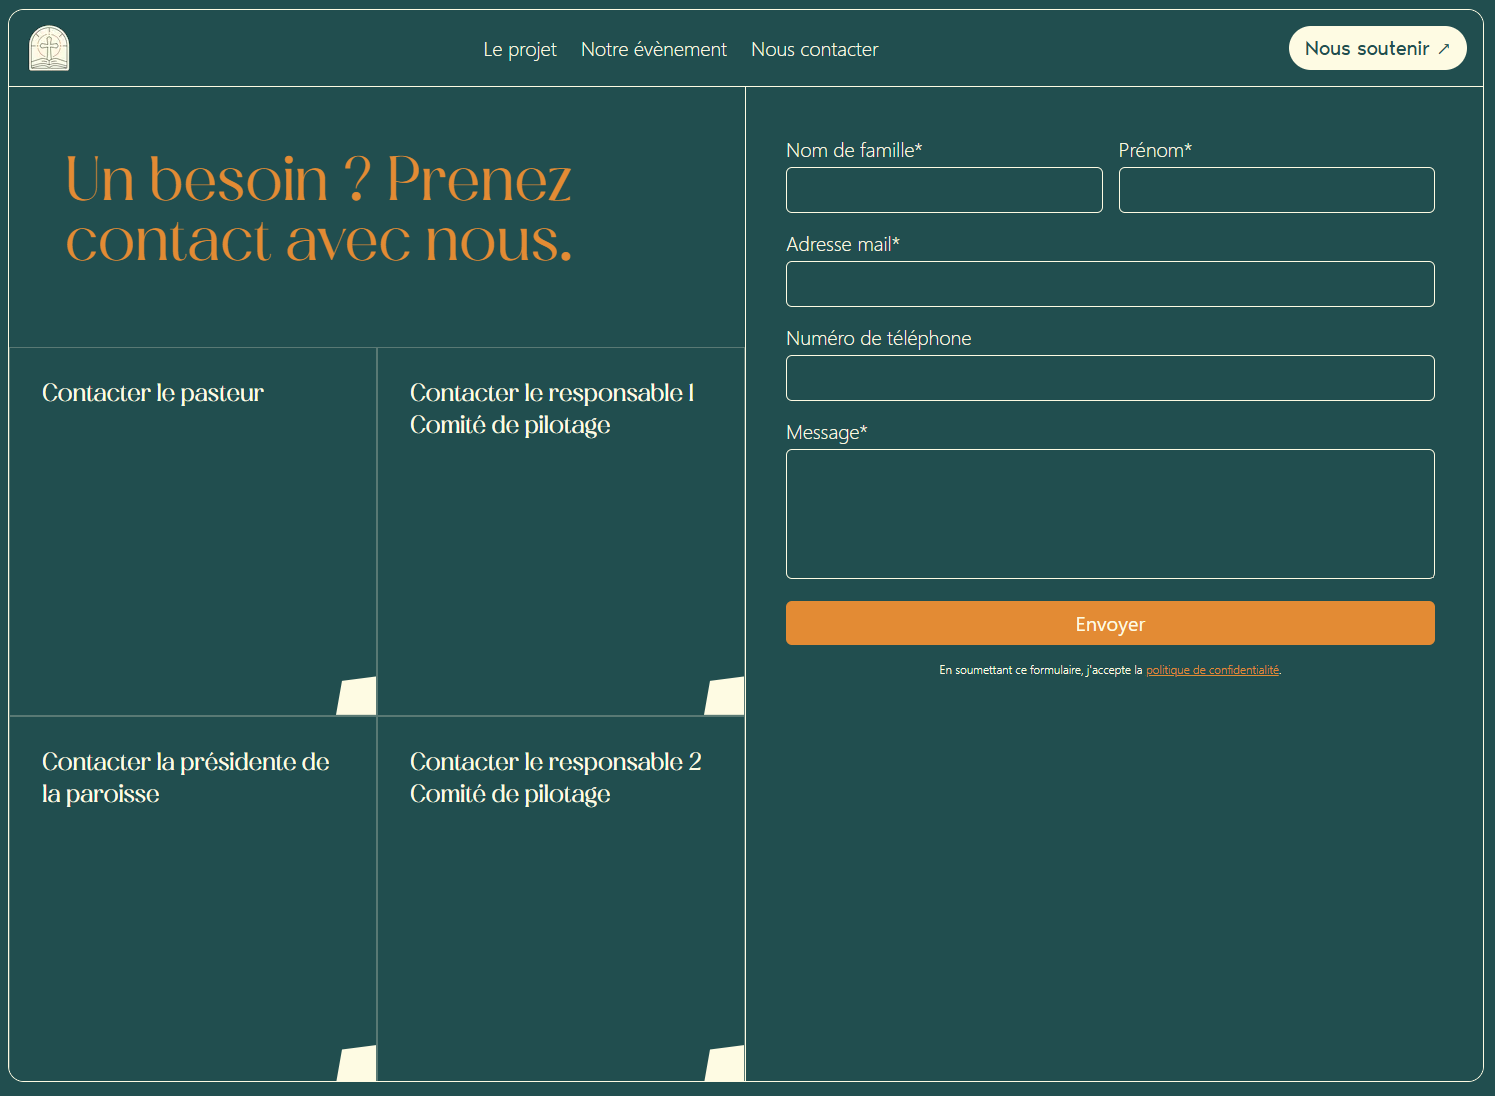 Le projet Notre évènement Nous contacter
Nous soutenir ↗
Un besoin ? Prenez
contact avec nous.
Contacter le pasteur
Contacter le responsable 1
Comité de pilotage
Contacter la présidente de
la paroisse
Contacter le responsable 2
Comité de pilotage
Nom de famille*
Prénom*
Adresse mail*
Numéro de téléphone
Message*
Envoyer
En soumettant ce formulaire, j'accepte la politique de confidentialité.